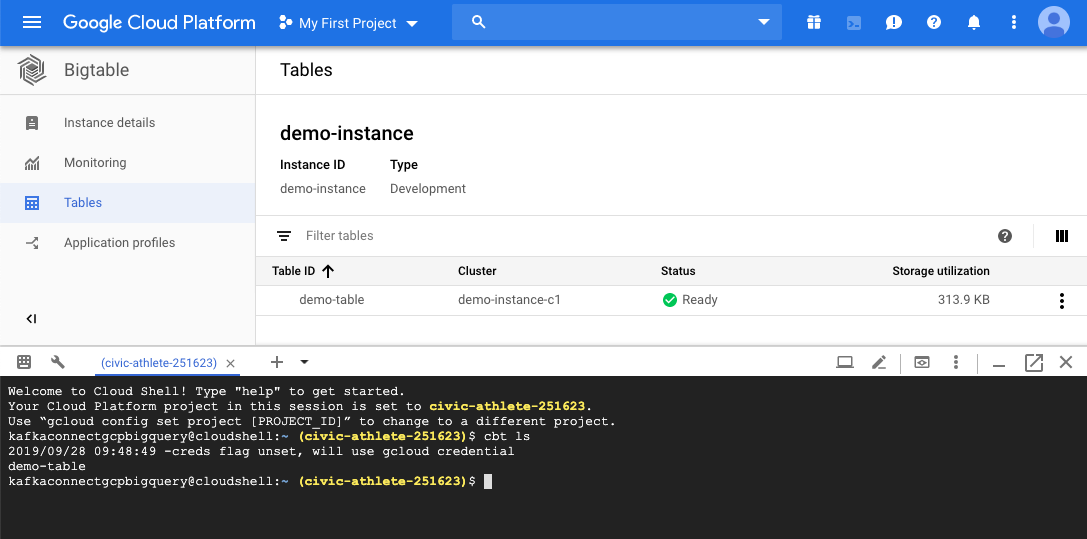 Google Cloud Platform
My First Project
Bigtable
Tables
Instance details
Monitoring
Tables
Application profiles
demo-instance
Instance ID Type
demo-instance Development
Filter tables
Table ID Cluster Status Storage utilization
demo-table demo-instance-c1 Ready 313.9 KB
(civic-athlete-251623)
Welcome to Cloud Shell! Type "help" to get started.
Your Cloud Platform project in this session is set to civic-athlete-251623.
Use “gcloud config set project [PROJECT_ID]” to change to a different project.
kafkaconnectgcpbigquery@cloudshell:~ (civic-athlete-251623)$ cbt ls
2019/09/28 09:48:49 -creds flag unset, will use gcloud credential
demo-table
kafkaconnectgcpbigquery@cloudshell:~ (civic-athlete-251623)$